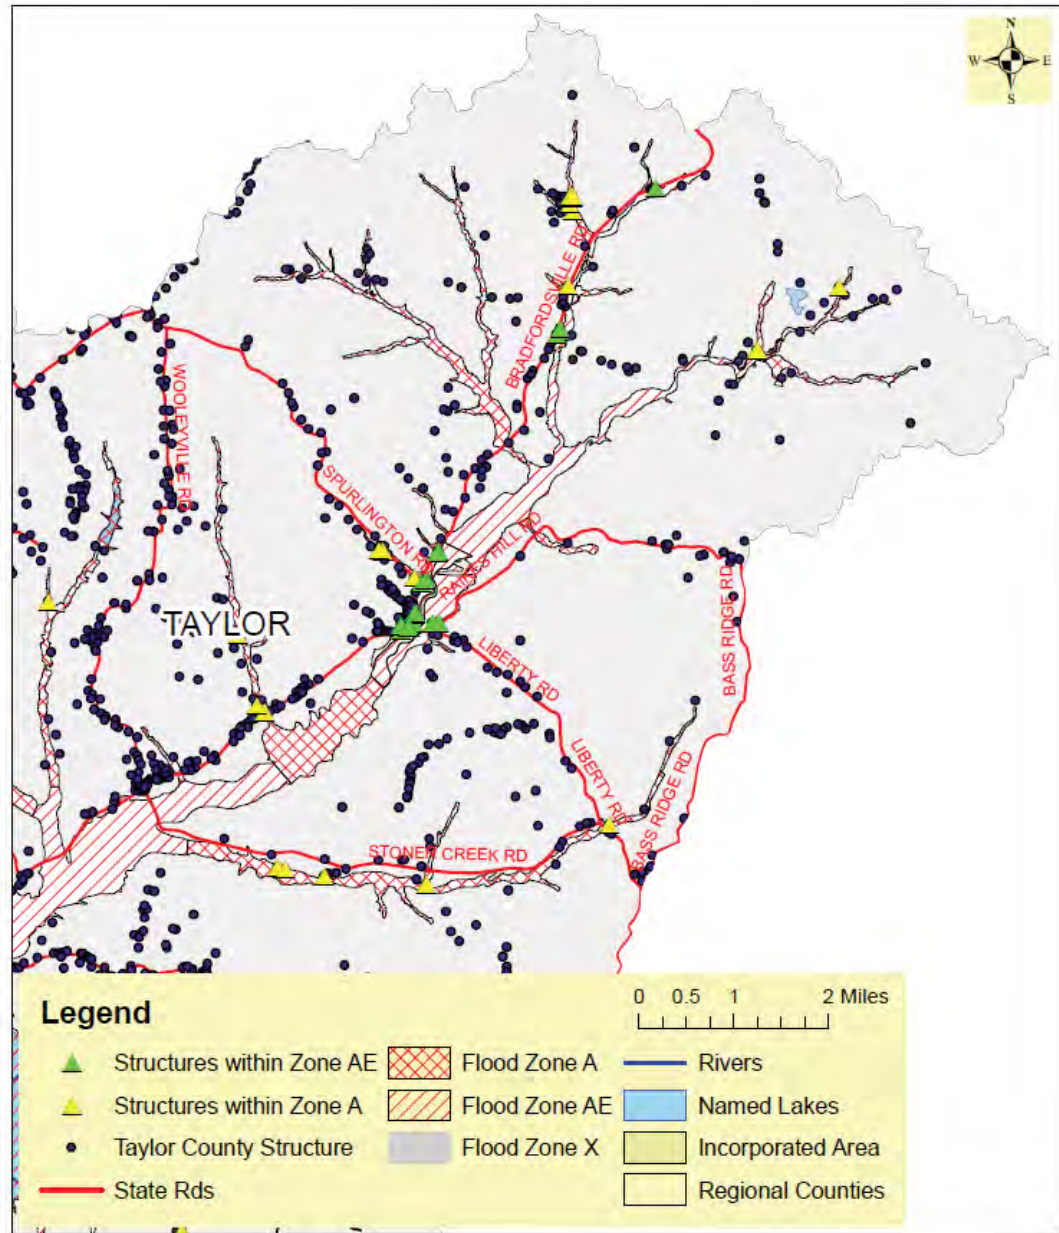 N
W E
S
BRADFORDSVILLE RD
WOOLEYVILLE RD
SPURLINGTON RD
RAIKES HILL RD
TAYLOR
LIBERTY RD
BASS RIDGE RD
LIBERTY RD
BASS RIDGE RD
STONER CREEK RD
Legend
0 0.5 1 2 Miles
Structures within Zone AE
Flood Zone A
Rivers
Structures within Zone A
Flood Zone AE
Named Lakes
Taylor County Structure
Flood Zone X
Incorporated Area
State Rds
Regional Counties